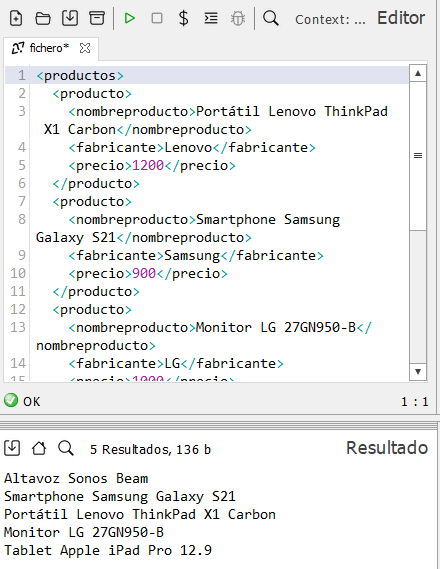 Context: ... Editor
fichero*
1 <productos>
2 <producto>
3 <nombreproducto>Portátil Lenovo ThinkPad
X1 Carbon</nombreproducto>
4 <fabricante>Lenovo</fabricante>
5 <precio>1200</precio>
6 </producto>
7 <producto>
8 <nombreproducto>Smartphone Samsung
Galaxy S21</nombreproducto>
9 <fabricante>Samsung</fabricante>
10 <precio>900</precio>
11 </producto>
12 <producto>
13 <nombreproducto>Monitor LG 27GN950-B</
nombreproducto>
14 <fabricante>LG</fabricante>
15 <precio>1000</precio>
OK 1 : 1
5 Resultados, 136 b Resultado
Altavoz Sonos Beam
Smartphone Samsung Galaxy S21
Portátil Lenovo ThinkPad X1 Carbon
Monitor LG 27GN950-B
Tablet Apple iPad Pro 12.9